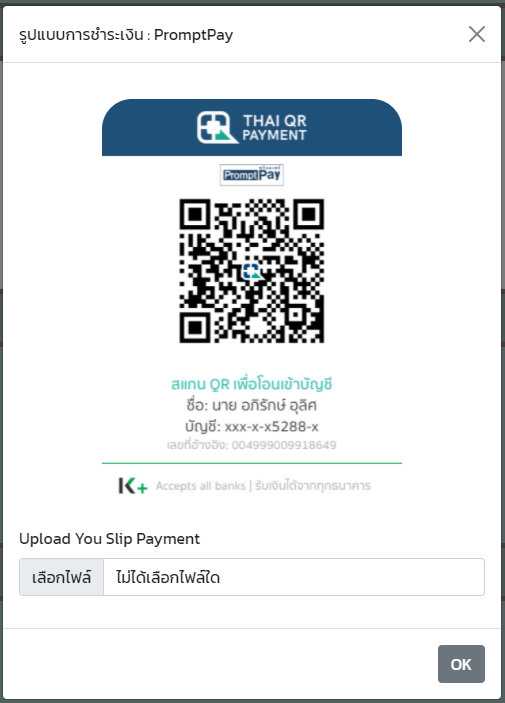 รูปแบบการชำระเงิน : PromptPay
THAI QR
PAYMENT
พร้อมเพย์
PromptPay
สแกน QR เพื่อโอนเข้าบัญชี
ชื่อ: นาย อภิรักษ์ อุลิศ
บัญชี: xxx-x-x5288-x
เลขที่อ้างอิง: 004999009918649
K+ Accepts all banks | รับเงินได้จากทุกธนาคาร
Upload You Slip Payment
เลือกไฟล์ ไม่ได้เลือกไฟล์ใด
OK